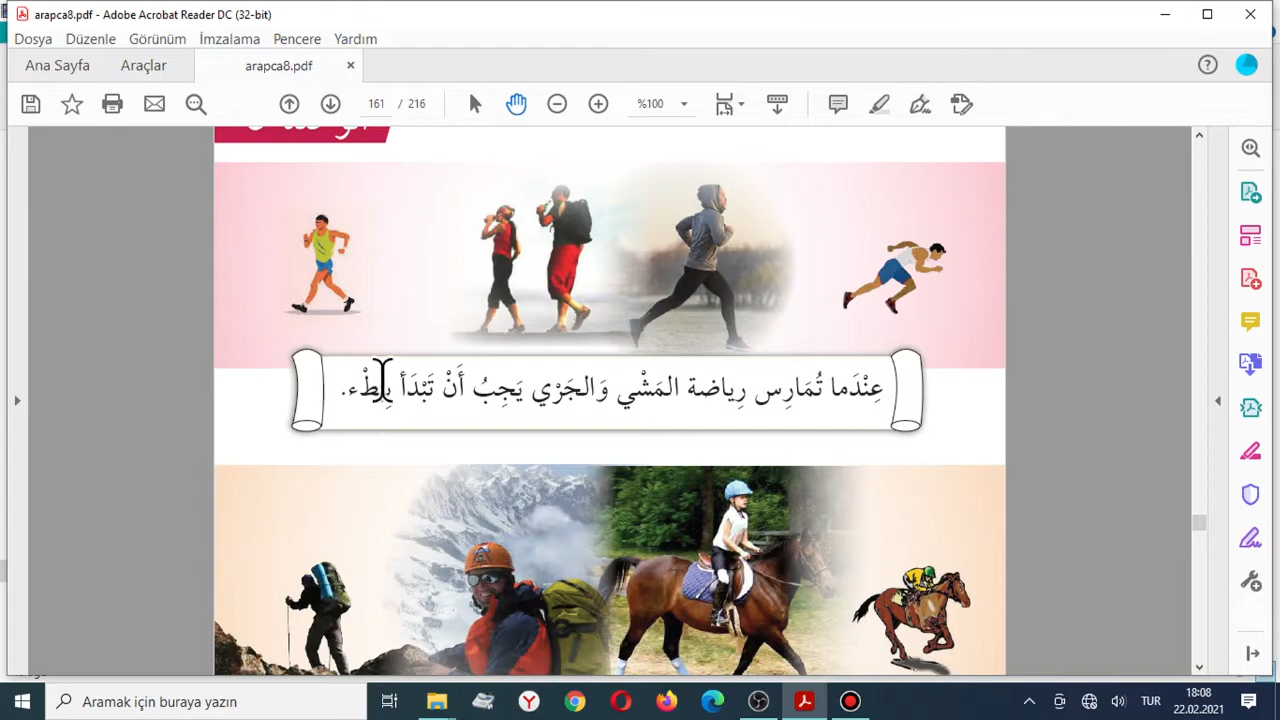 arapca8.pdf - Adobe Acrobat Reader DC (32-bit)
Dosya Düzenle Görünüm İmzalama Pencere Yardım
Ana Sayfa Araçlar arapca8.pdf
161 / 216 %100
عِنْدَما تُمَارِس رِياضة المَشْي وَالجَرْي يَجِبُ أَنْ تَبْدَأ بِبُطْء.
Aramak için buraya yazın
TUR
18:08
22.02.2021